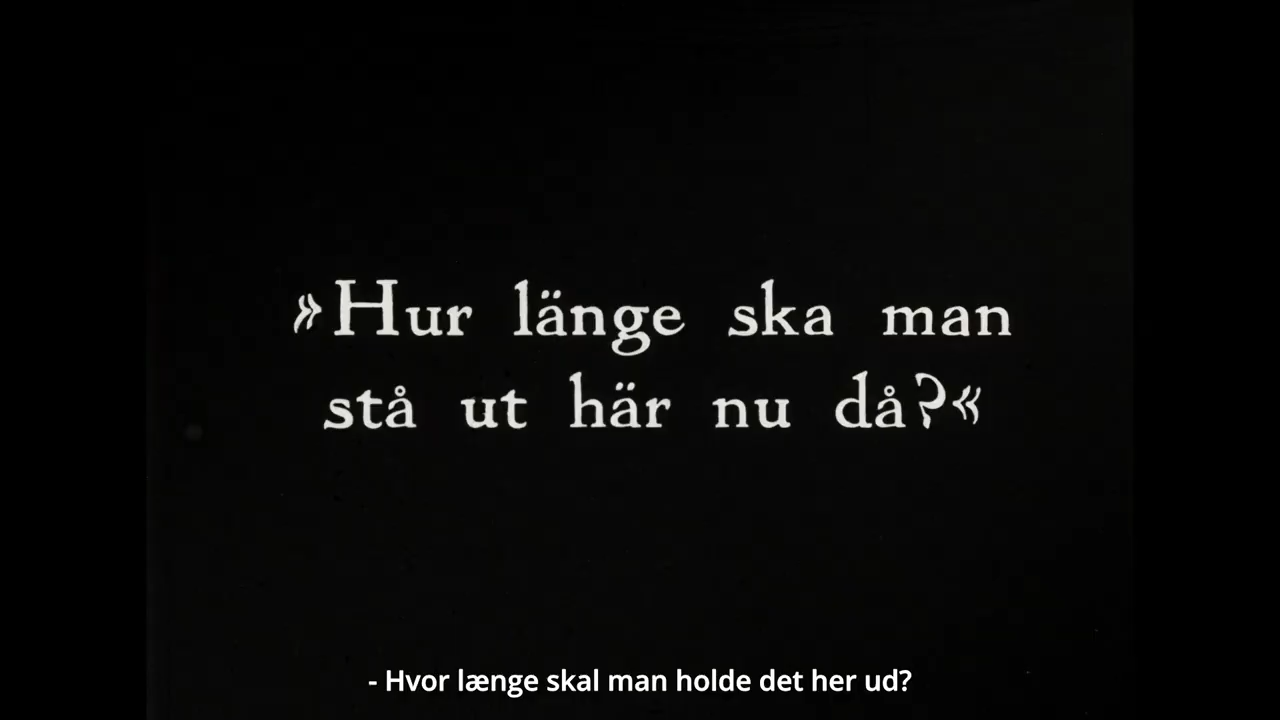 »Hur länge ska man
stå ut här nu då?«
- Hvor længe skal man holde det her ud?